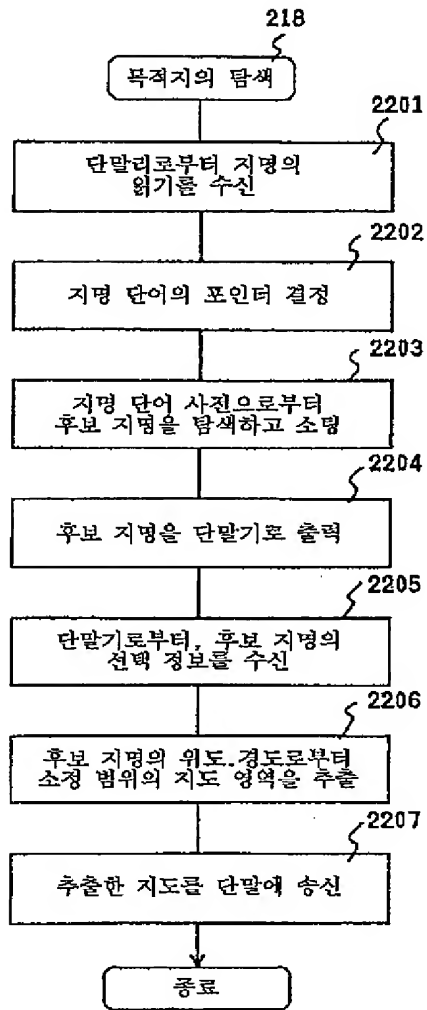 218
목적지의 탐색
2201
단말리로부터 지명의
읽기를 수신
2202
지명 단어의 포인터 결정
2203
지명 단어 사진으로부터
후보 지명을 탐색하고 소팅
2204
후보 지명을 단말기로 출력
2205
단말기로부터, 후보 지명의
선택 정보를 수신
2206
후보 지명의 위도.경도로부터
소정 범위의 지도 영역을 추출
2207
추출한 지도를 단말에 송신
종료